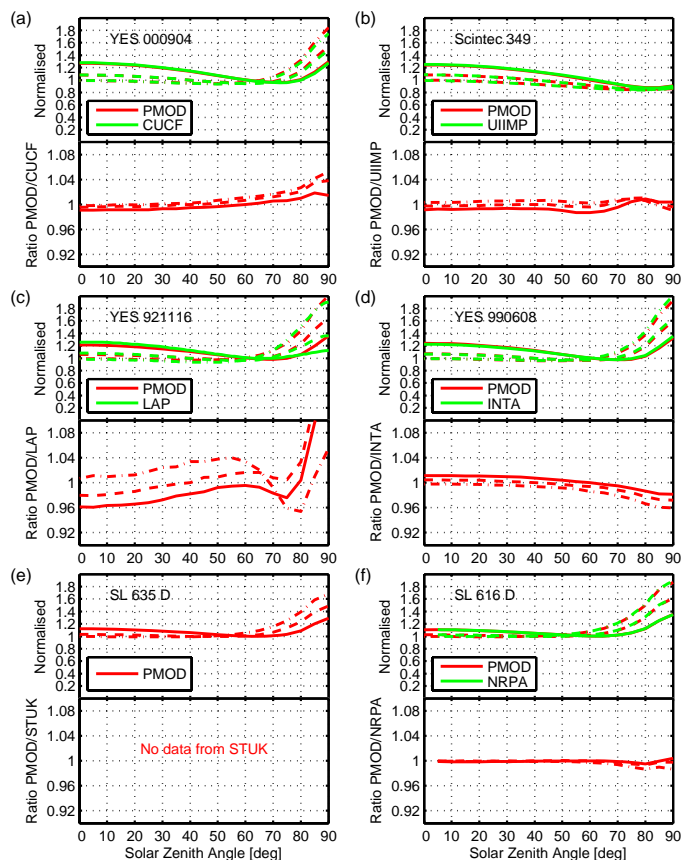 (a)
YES 000904
Normalised
1.8
1.6
1.4
1.2
1
0.8
0.6
0.4
0.2
PMOD
CUCF
Ratio PMOD/CUCF
1.08
1.04
1
0.96
0.92
0 10 20 30 40 50 60 70 80 90
(b)
Scintec 349
Normalised
1.8
1.6
1.4
1.2
1
0.8
0.6
0.4
0.2
PMOD
UIIMP
Ratio PMOD/UIIMP
1.08
1.04
1
0.96
0.92
0 10 20 30 40 50 60 70 80 90
(c)
YES 921116
Normalised
1.8
1.6
1.4
1.2
1
0.8
0.6
0.4
0.2
PMOD
LAP
Ratio PMOD/LAP
1.08
1.04
1
0.96
0.92
0 10 20 30 40 50 60 70 80 90
(d)
YES 990608
Normalised
1.8
1.6
1.4
1.2
1
0.8
0.6
0.4
0.2
PMOD
INTA
Ratio PMOD/INTA
1.08
1.04
1
0.96
0.92
0 10 20 30 40 50 60 70 80 90
(e)
SL 635 D
Normalised
1.8
1.6
1.4
1.2
1
0.8
0.6
0.4
0.2
PMOD
Ratio PMOD/STUK
1.08
1.04
1
0.96
0.92
No data from STUK
0 10 20 30 40 50 60 70 80 90
Solar Zenith Angle [deg]
(f)
SL 616 D
Normalised
1.8
1.6
1.4
1.2
1
0.8
0.6
0.4
0.2
PMOD
NRPA
Ratio PMOD/NRPA
1.08
1.04
1
0.96
0.92
0 10 20 30 40 50 60 70 80 90
Solar Zenith Angle [deg]